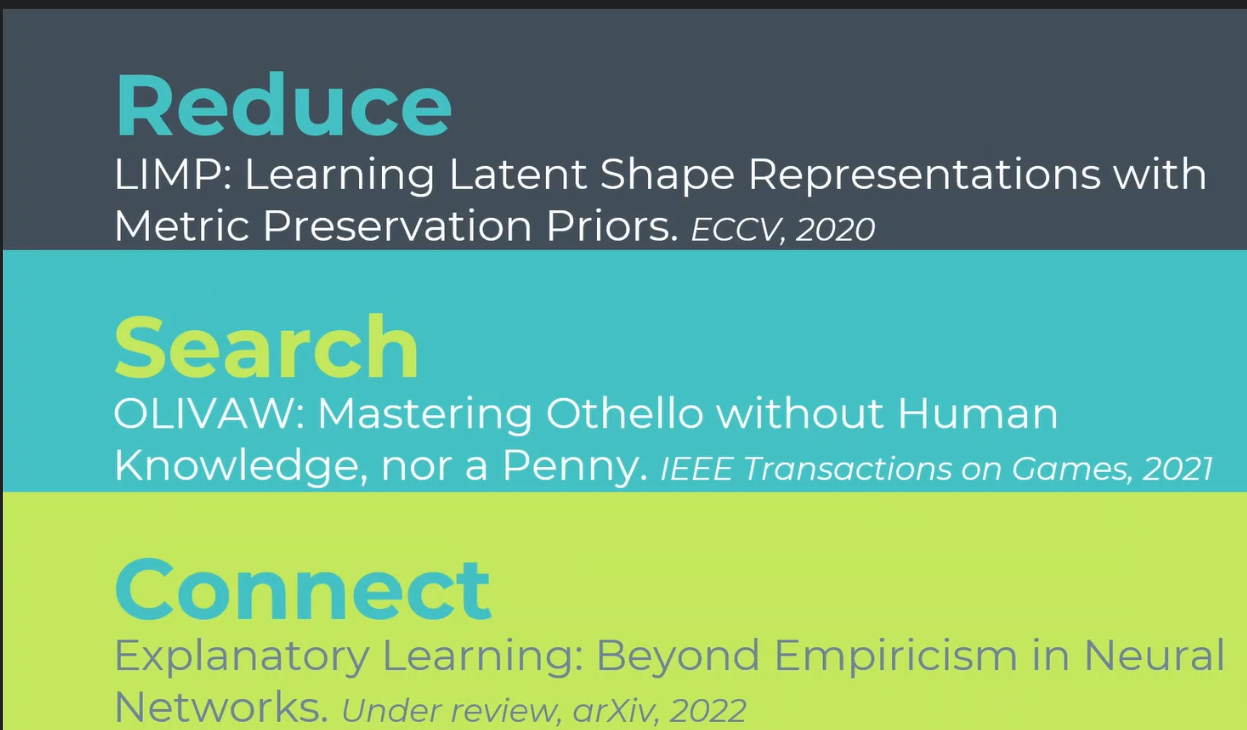 Reduce
LIMP: Learning Latent Shape Representations with
Metric Preservation Priors. ECCV, 2020
Search
OLIVAW: Mastering Othello without Human
Knowledge, nor a Penny. IEEE Transactions on Games, 2021
Connect
Explanatory Learning: Beyond Empiricism in Neural
Networks. Under review, arXiv, 2022